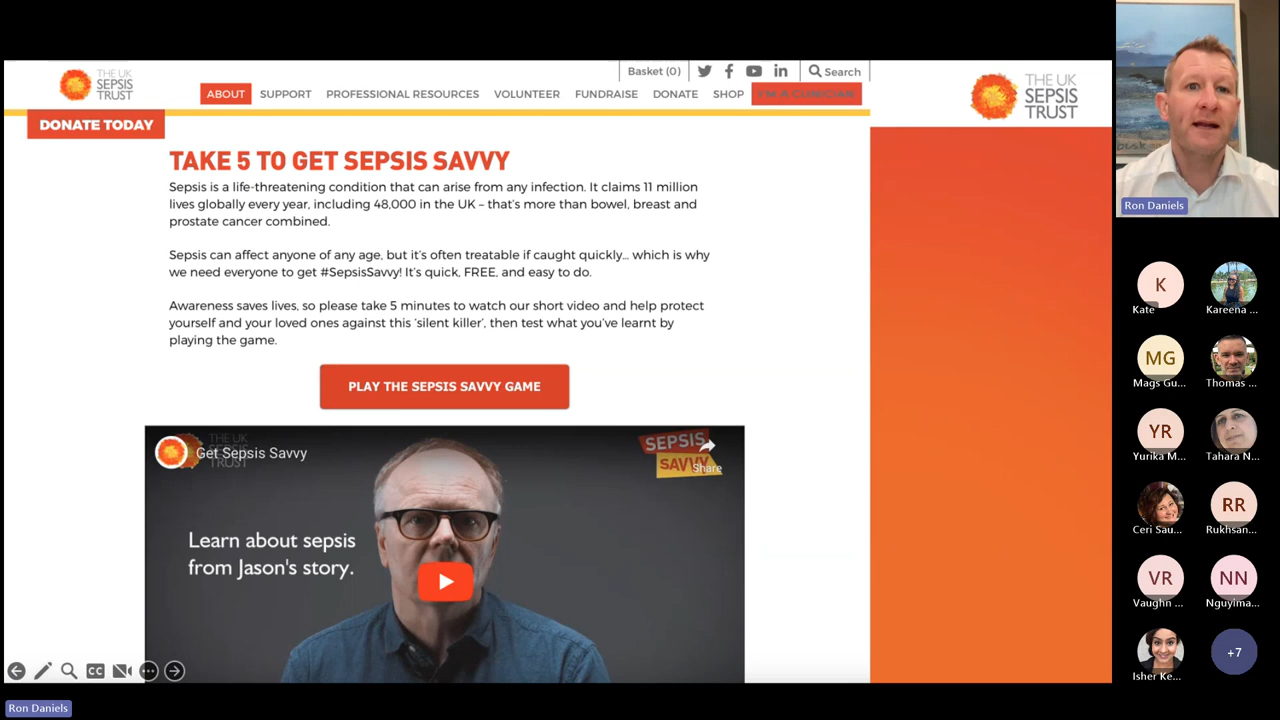 THE UK
SEPSIS
TRUST
Basket (0)
Search
ABOUT
SUPPORT
PROFESSIONAL RESOURCES
VOLUNTEER
FUNDRAISE
DONATE
SHOP
I'M A CLINICIAN
DONATE TODAY
THE UK
SEPSIS
TRUST
TAKE 5 TO GET SEPSIS SAVVY
Sepsis is a life-threatening condition that can arise from any infection. It claims 11 million
lives globally every year, including 48,000 in the UK – that's more than bowel, breast and
prostate cancer combined.
Sepsis can affect anyone of any age, but it's often treatable if caught quickly... which is why
we need everyone to get #SepsisSavvy! It's quick, FREE, and easy to do.
Awareness saves lives, so please take 5 minutes to watch our short video and help protect
yourself and your loved ones against this 'silent killer', then test what you've learnt by
playing the game.
PLAY THE SEPSIS SAVVY GAME
THE UK
SEPSIS
TRUST
Get Sepsis Savvy
SEPSIS
SAVVY
Share
Learn about sepsis
from Jason's story.
CC
Ron Daniels
Ron Daniels
K
Kate
Kareena ...
MG
Mags Gu...
Thomas ...
YR
Yurika M...
Tahara N...
Ceri Sau...
RR
Rukhsan...
VR
Vaughn ...
NN
Nguyima...
Isher Ke...
+7